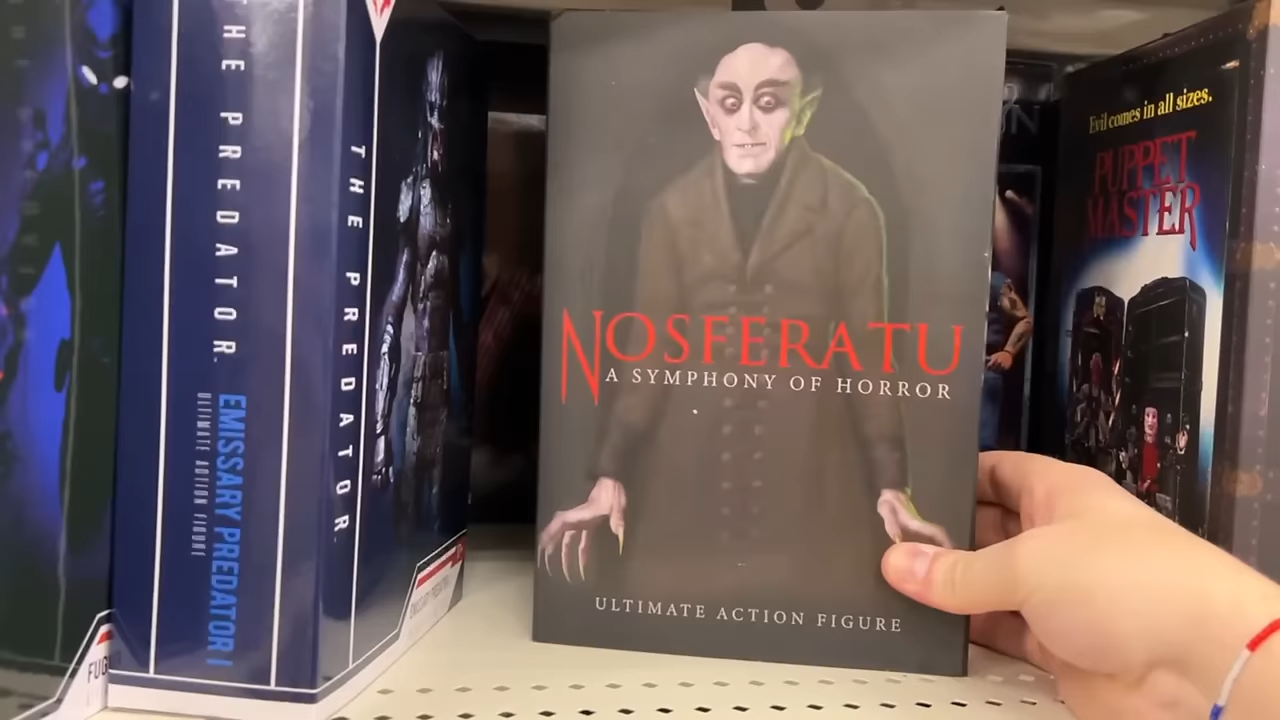 THE PREDATOR
EMISSARY PREDATOR I
ULTIMATE ACTION FIGURE
THE PREDATOR
FUG
NOSFERATU
A SYMPHONY OF HORROR
ULTIMATE ACTION FIGURE
Evil comes in all sizes.
PUPPET
MASTER